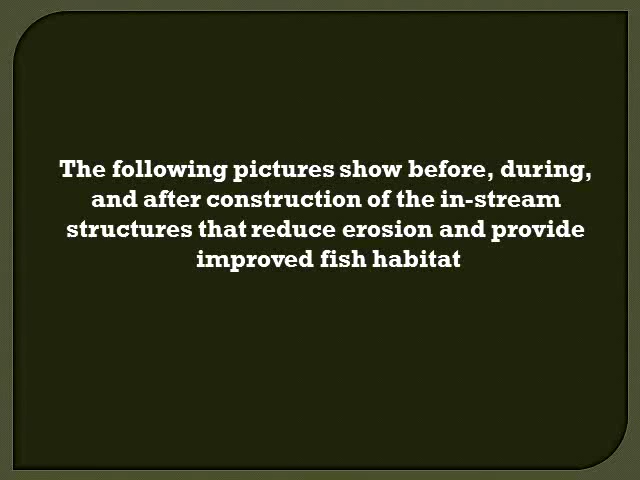 The following pictures show before, during,
and after construction of the in-stream
structures that reduce erosion and provide
improved fish habitat